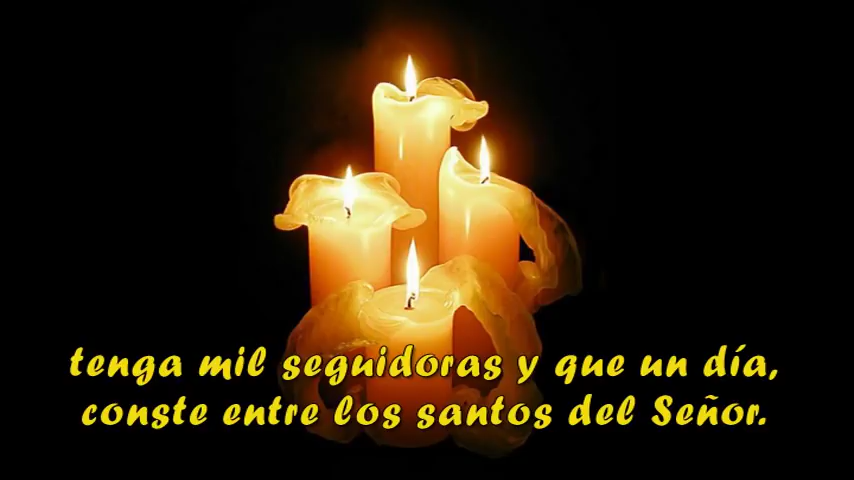 tenga mil seguidoras y que un día,
conste entre los santos del Señor.